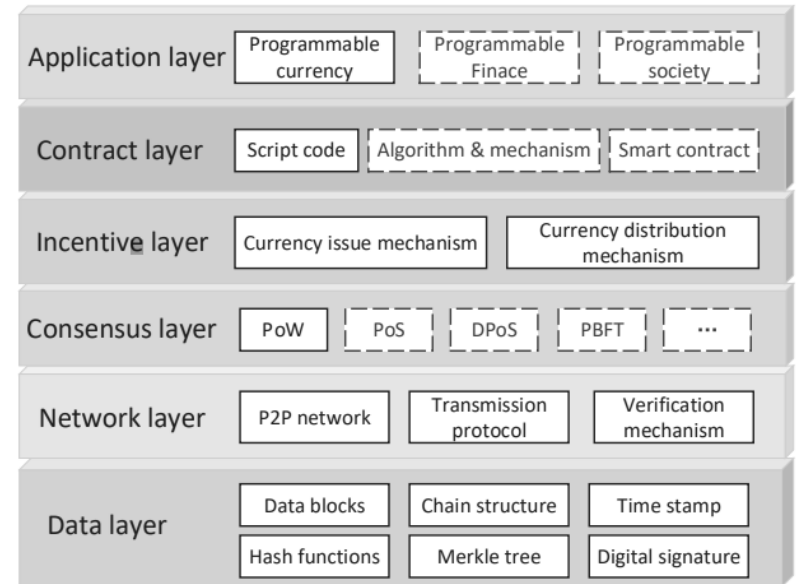 Application layer
Programmable
currency
Programmable
Finace
Programmable
society
Contract layer
Script code
Algorithm & mechanism
Smart contract
Incentive layer
Currency issue mechanism
Currency distribution
mechanism
Consensus layer
PoW
PoS
DPoS
PBFT
...
Network layer
P2P network
Transmission
protocol
Verification
mechanism
Data layer
Data blocks
Chain structure
Time stamp
Hash functions
Merkle tree
Digital signature